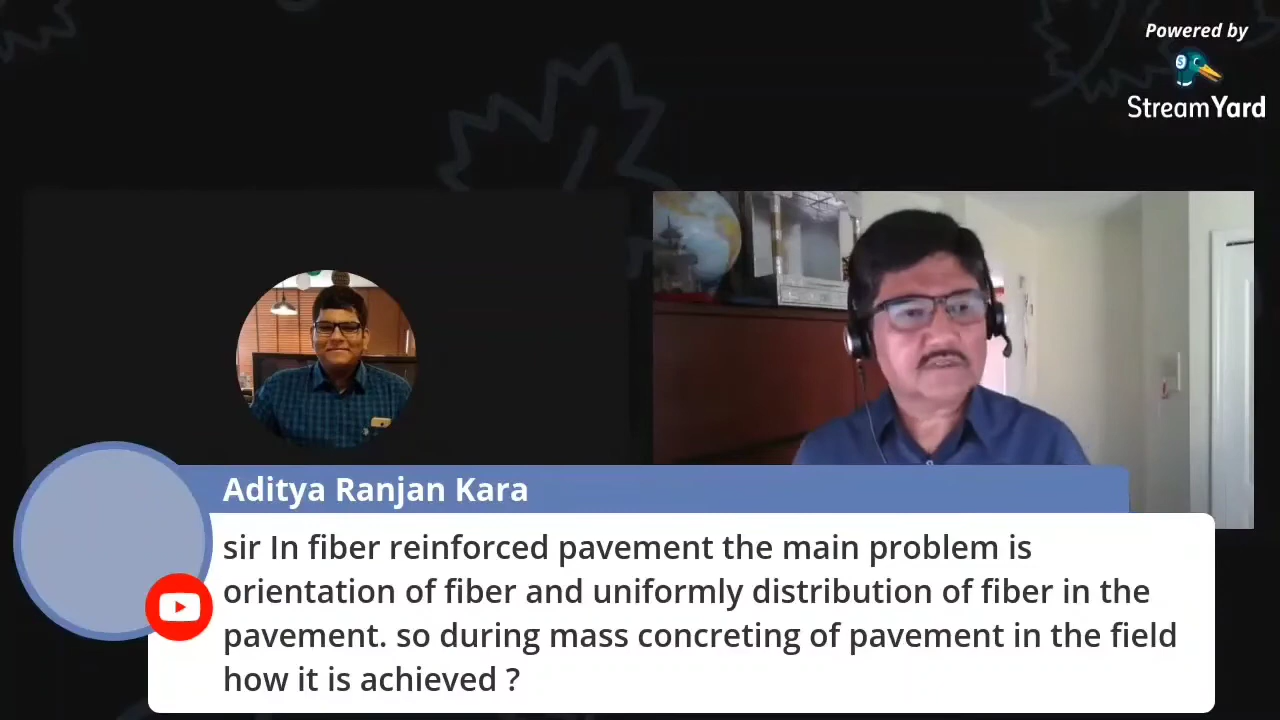 Powered by
StreamYard
Aditya Ranjan Kara
sir In fiber reinforced pavement the main problem is
orientation of fiber and uniformly distribution of fiber in the
pavement. so during mass concreting of pavement in the field
how it is achieved ?